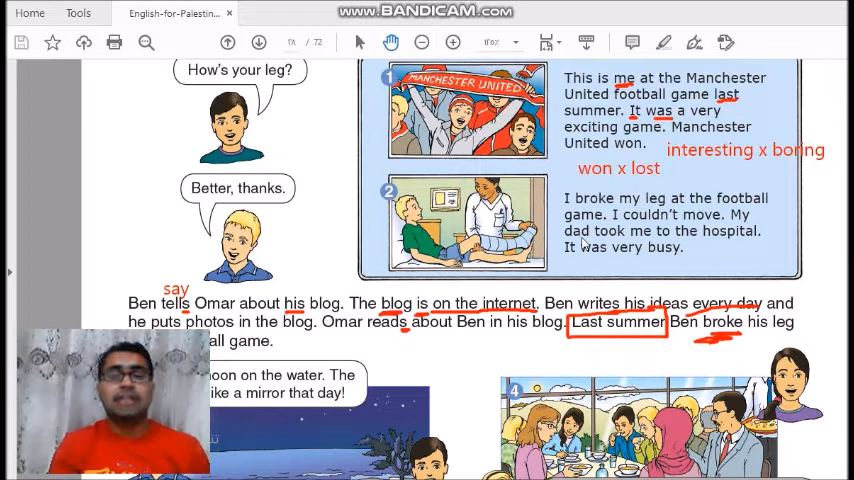 www.BANDICAM.com
Home
Tools
English-for-Palestin...
/ 72
How's your leg?
Better, thanks.
1
MANCHESTER UNITED
This is me at the Manchester
United football game last
summer. It was a very
exciting game. Manchester
United won.
interesting x boring
won x lost
2
I broke my leg at the football
game. I couldn't move. My
dad took me to the hospital.
It was very busy.
say
Ben tells Omar about his blog. The blog is on the internet. Ben writes his ideas every day and
he puts photos in the blog. Omar reads about Ben in his blog. Last summer Ben broke his leg
all game.
noon on the water. The
ike a mirror that day!
4